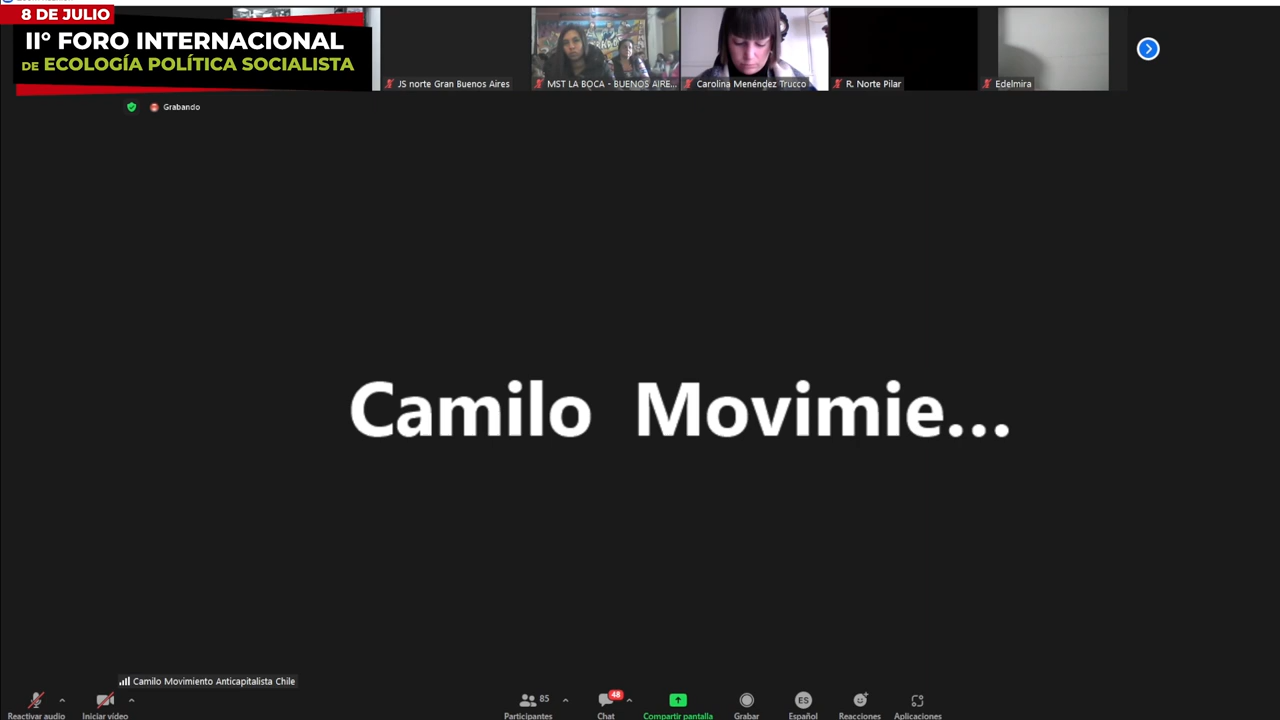 8 DE JULIO
IIº FORO INTERNACIONAL
DE ECOLOGÍA POLÍTICA SOCIALISTA
JS norte Gran Buenos Aires
MST LA BOCA - BUENOS AIRE...
Carolina Menéndez Trucco
R. Norte Pilar
Edelmira
Grabando
Camilo Movimie...
Camilo Movimiento Anticapitalista Chile
Reactivar audio
Iniciar vídeo
85
Participantes
48
Chat
Compartir pantalla
Grabar
ES
Español
Reacciones
Aplicaciones